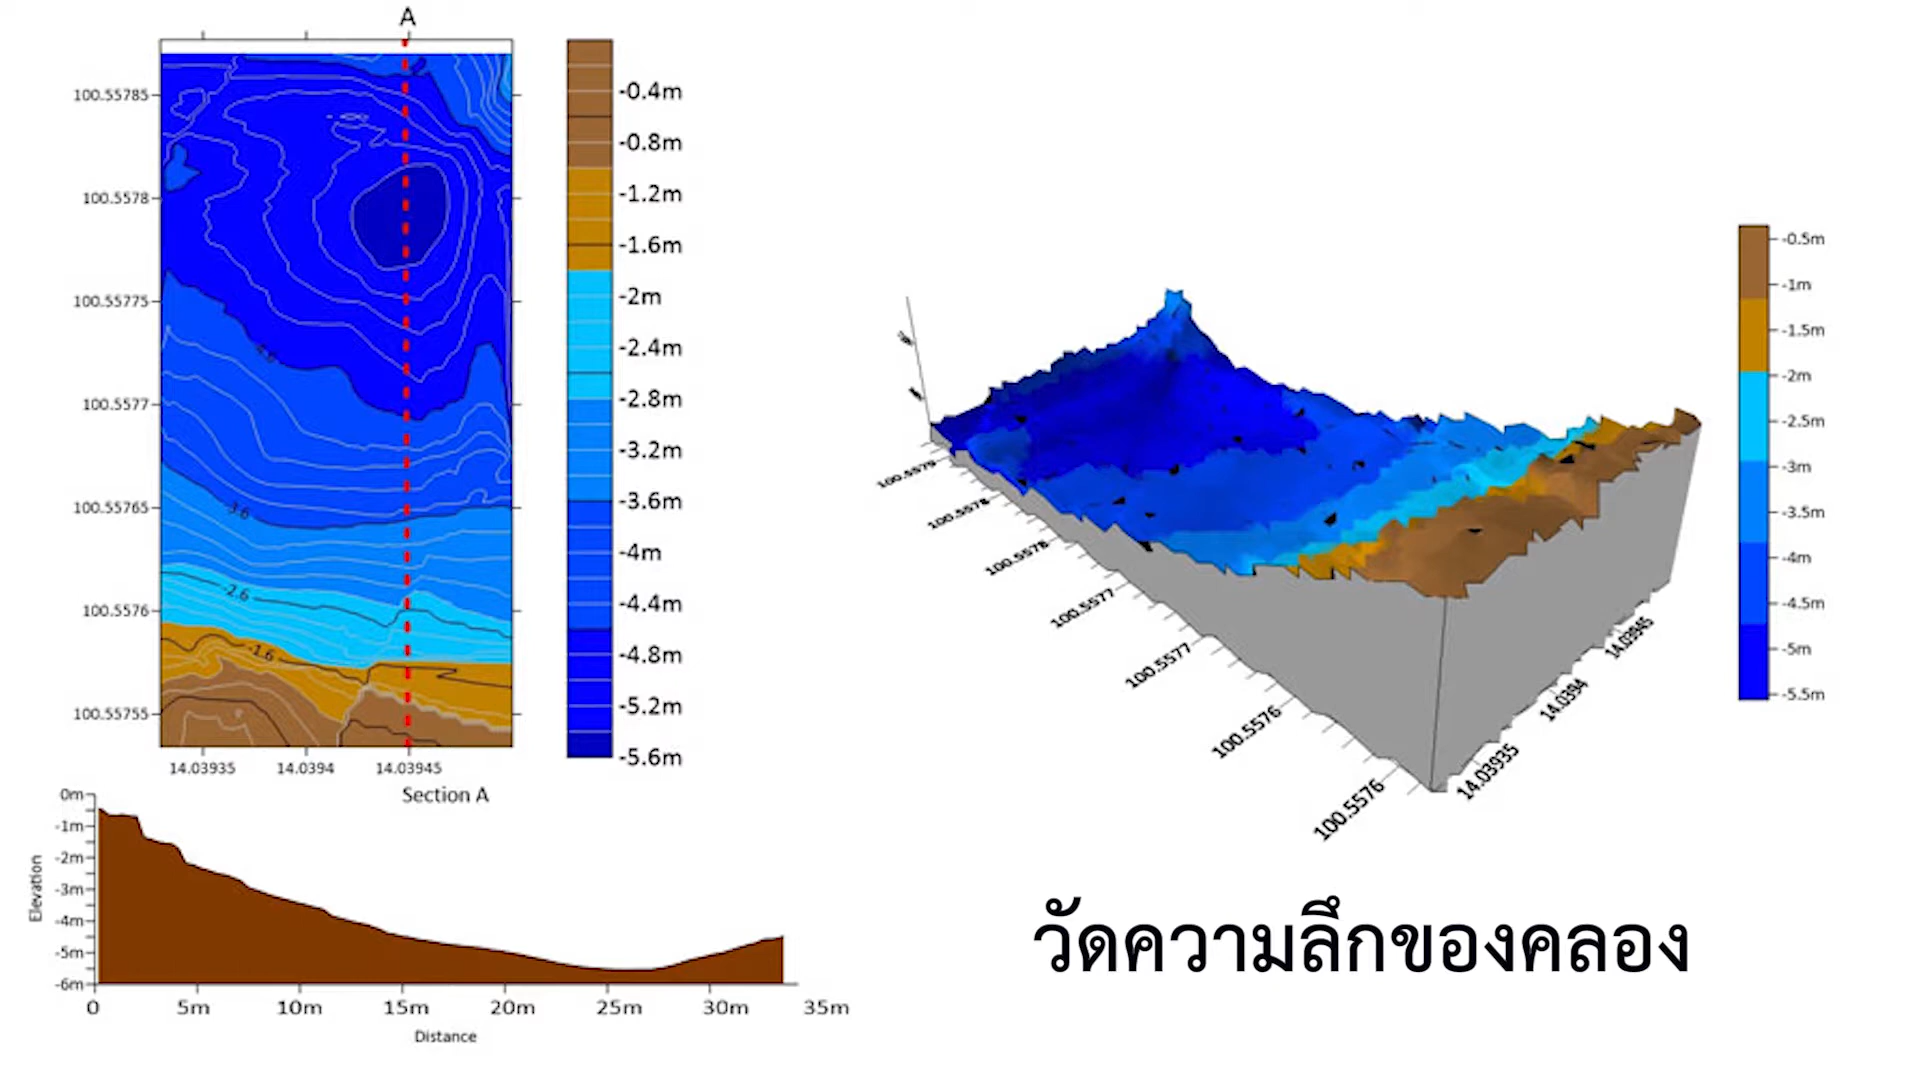 A
100.55785
100.5578
100.55775
100.5577
100.55765
100.5576
100.55755
-3.6
-2.6
-1.6
14.03935
14.0394
14.03945
-0.4m
-0.8m
-1.2m
-1.6m
-2m
-2.4m
-2.8m
-3.2m
-3.6m
-4m
-4.4m
-4.8m
-5.2m
-5.6m
Section A
Elevation
0m
-1m
-2m
-3m
-4m
-5m
-6m
0
5m
10m
15m
20m
25m
30m
35m
Distance
100.5579
100.5578
100.5578
100.5577
100.5577
100.5576
100.5576
14.03935
14.0394
14.03945
-0.5m
-1m
-1.5m
-2m
-2.5m
-3m
-3.5m
-4m
-4.5m
-5m
-5.5m
วัดความลึกของคลอง